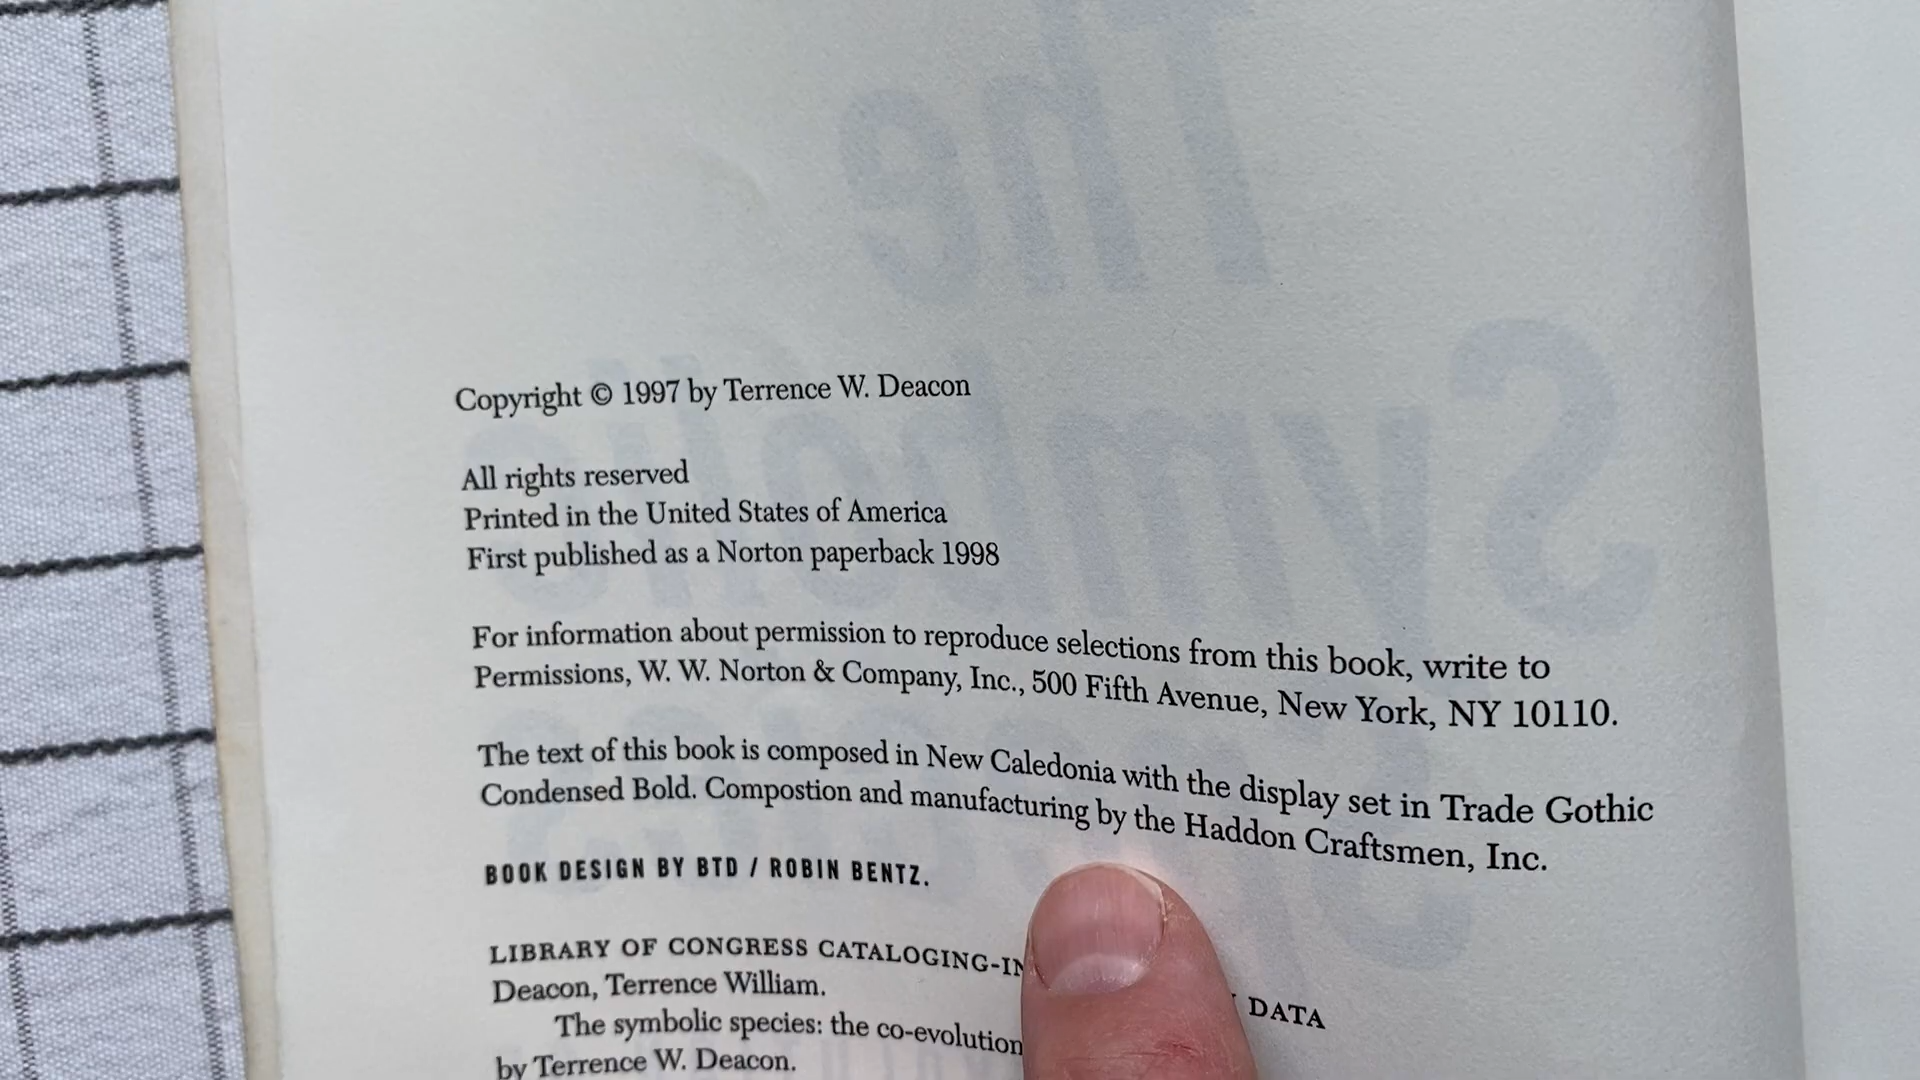 Copyright © 1997 by Terrence W. Deacon
All rights reserved
Printed in the United States of America
First published as a Norton paperback 1998
For information about permission to reproduce selections from this book, write to
Permissions, W. W. Norton & Company, Inc., 500 Fifth Avenue, New York, NY 10110.
The text of this book is composed in New Caledonia with the display set in Trade Gothic
Condensed Bold. Compostion and manufacturing by the Haddon Craftsmen, Inc.
BOOK DESIGN BY BTD / ROBIN BENTZ.
LIBRARY OF CONGRESS CATALOGING-IN DATA
Deacon, Terrence William.
The symbolic species: the co-evolution
by Terrence W. Deacon.
The
Symbolic
Species